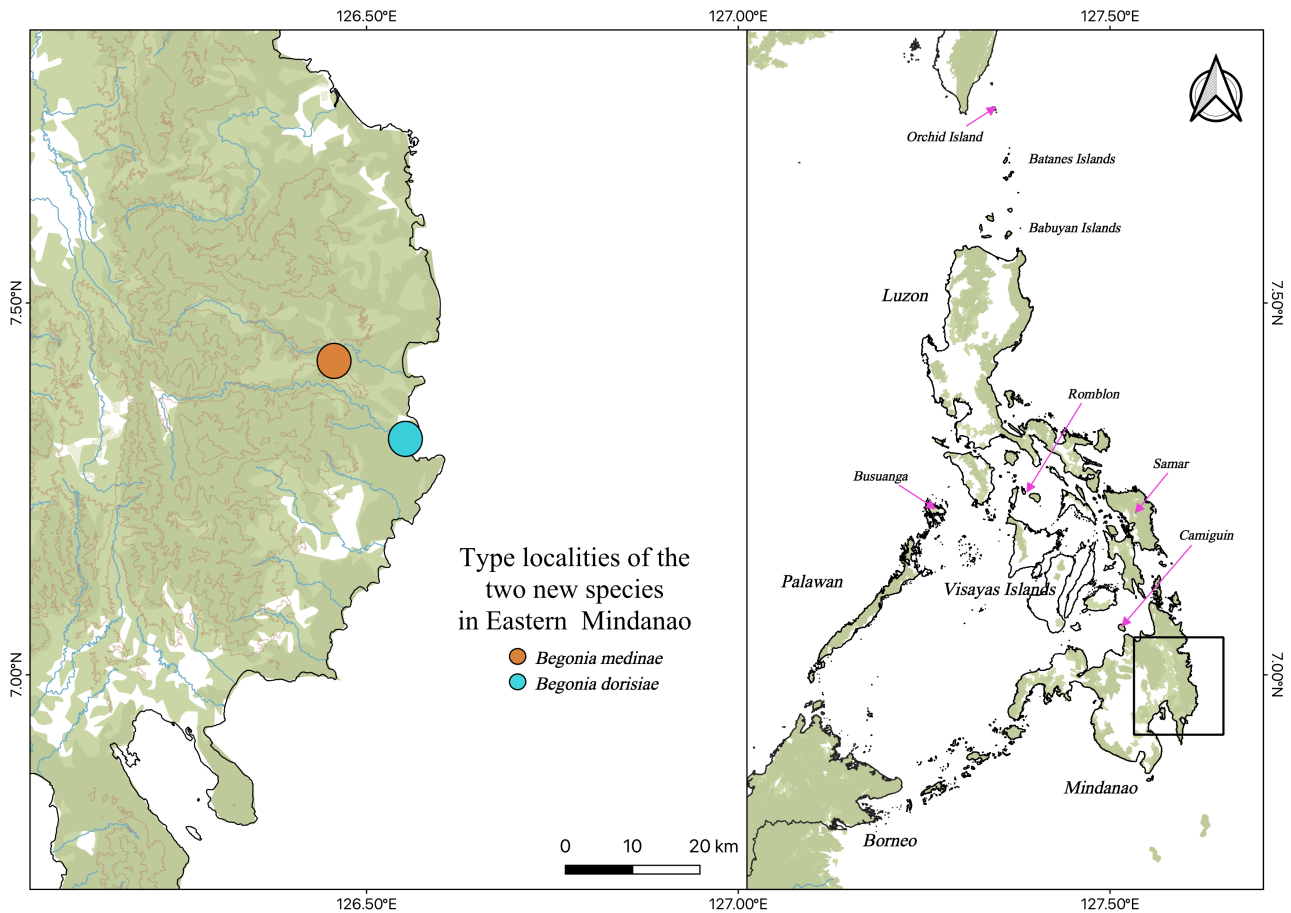 126.50°E
127.00°E
127.50°E
Orchid Island
Batanes Islands
Babuyan Islands
7.50°N
Luzon
7.50°N
Romblon
Samar
Busuanga
Camiguin
Type localities of the
two new species
in Eastern Mindanao
Palawan
Visayas Islands
Begonia medinae
Begonia dorisiae
7.00°N
7.00°N
Mindanao
Borneo
0 10 20 km
126.50°E
127.00°E
127.50°E